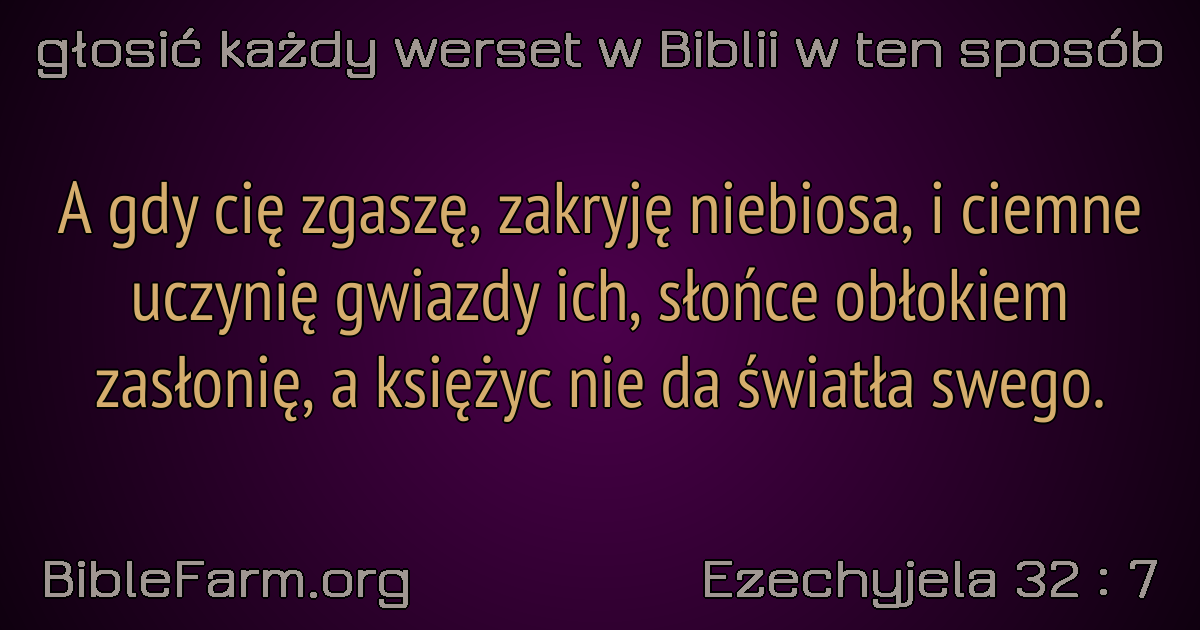 głosić każdy werset w Biblii w ten sposób
A gdy cię zgaszę, zakryję niebiosa, i ciemne
uczynię gwiazdy ich, słońce obłokiem
zasłonię, a księżyc nie da światła swego.
BibleFarm.org
Ezechyjela 32 : 7